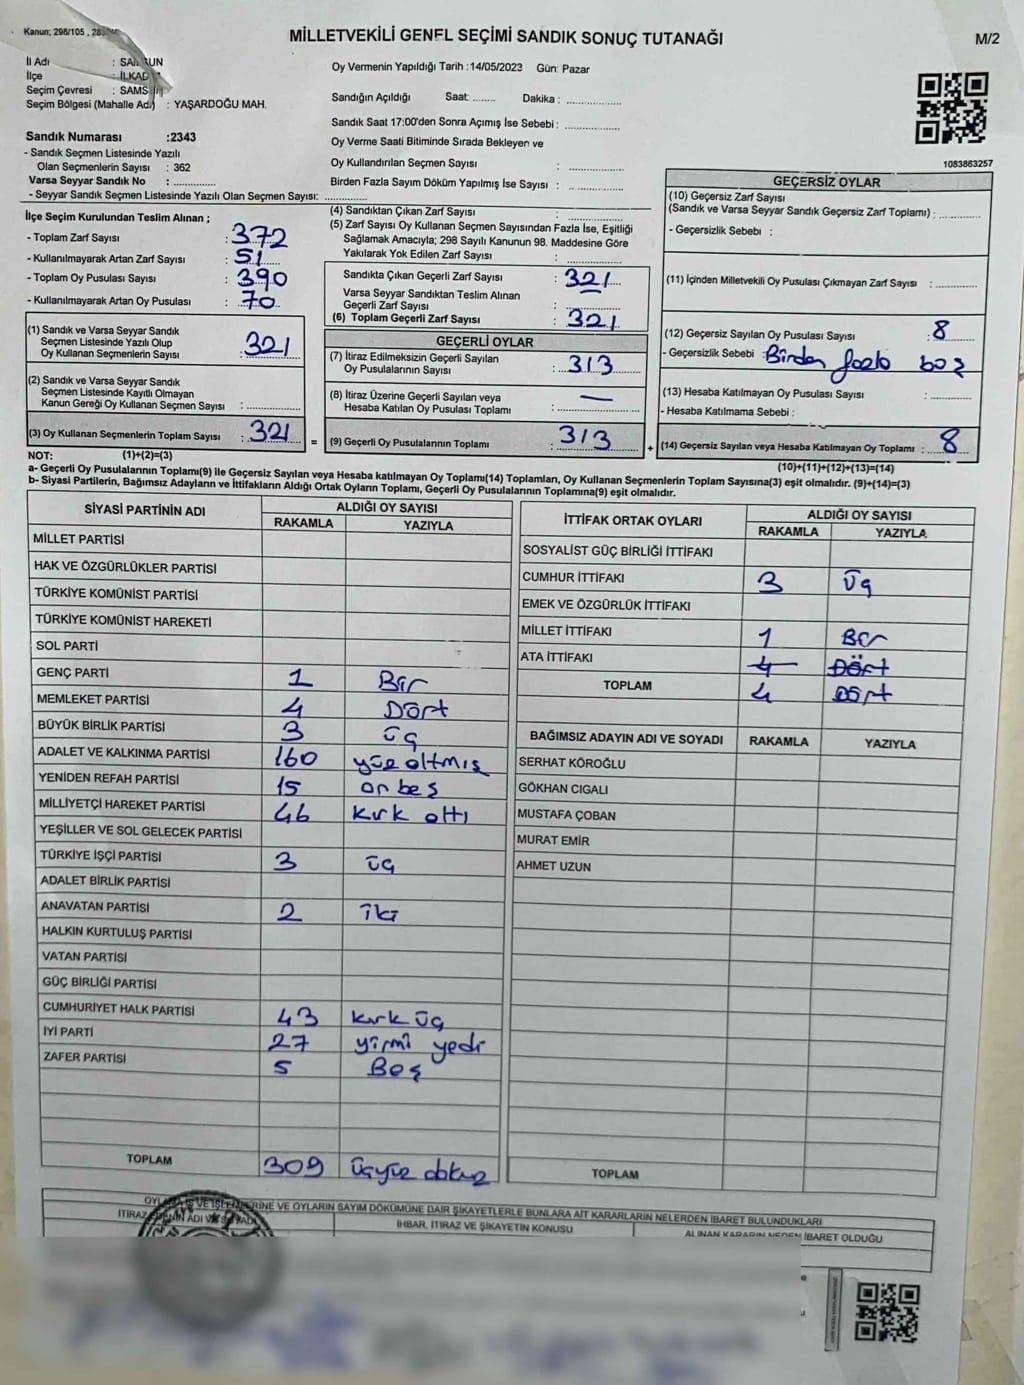 Kanun; 298/105
MİLLETVEKİLİ GENEL SEÇİMİ SANDIK SONUÇ TUTANAĞI
M/2
İl Adı :
İlçe :
Seçim Çevresi :
Seçim Bölgesi (Mahalle Adı) : YAŞARDOĞU MAH.
Sandık Numarası :2343
- Sandık Seçmen Listesinde Yazılı
Olan Seçmenlerin Sayısı : 362
Varsa Seyyar Sandık No : ..............
- Seyyar Sandık Seçmen Listesinde Yazılı Olan Seçmen Sayısı: ..............
Oy Vermenin Yapıldığı Tarih :14/05/2023 Gün: Pazar
Sandığın Açıldığı Saat: ........ Dakika : ..............
Sandık Saat 17:00'den Sonra Açımış İse Sebebi : ..............
Oy Verme Saati Bitiminde Sırada Bekleyen ve
Oy Kullandırılan Seçmen Sayısı : ..............
Birden Fazla Sayım Döküm Yapılmış İse Sayısı : ..............
1083863257
İlçe Seçim Kurulundan Teslim Alınan ;
- Toplam Zarf Sayısı : 372
- Kullanılmayarak Artan Zarf Sayısı : 51
- Toplam Oy Pusulası Sayısı : 390
- Kullanılmayarak Artan Oy Pusulası : 70
(1) Sandık ve Varsa Seyyar Sandık
Seçmen Listesinde Yazılı Olup
Oy Kullanan Seçmenlerin Sayısı : 321
(2) Sandık ve Varsa Seyyar Sandık
Seçmen Listesinde Kayıtlı Olmayan
Kanun Gereği Oy Kullanan Seçmen Sayısı : ..............
(3) Oy Kullanan Seçmenlerin Toplam Sayısı : 321
(4) Sandıktan Çıkan Zarf Sayısı : ..............
(5) Zarf Sayısı Oy Kullanan Seçmen Sayısından Fazla İse, Eşitliği
Sağlamak Amacıyla; 298 Sayılı Kanunun 98. Maddesine Göre
Yakılarak Yok Edilen Zarf Sayısı : ..............
Sandıkta Çıkan Geçerli Zarf Sayısı : 321
Varsa Seyyar Sandıktan Teslim Alınan
Geçerli Zarf Sayısı : ..............
(6) Toplam Geçerli Zarf Sayısı : 321
GEÇERLİ OYLAR
(7) İtiraz Edilmeksizin Geçerli Sayılan
Oy Pusulalarının Sayısı : 313
(8) İtiraz Üzerine Geçerli Sayılan veya
Hesaba Katılan Oy Pusulası Toplamı : —
= (9) Geçerli Oy Pusulalarının Toplamı : 313
GEÇERSİZ OYLAR
(10) Geçersiz Zarf Sayısı
(Sandık ve Varsa Seyyar Sandık Geçersiz Zarf Toplamı) : ..............
- Geçersizlik Sebebi :
(11) İçinden Milletvekili Oy Pusulası Çıkmayan Zarf Sayısı : ..............
(12) Geçersiz Sayılan Oy Pusulası Sayısı : 8
- Geçersizlik Sebebi : Birden fazla
(13) Hesaba Katılmayan Oy Pusulası Sayısı : ..............
- Hesaba Katılmama Sebebi :
+ (14) Geçersiz Sayılan veya Hesaba Katılmayan Oy Toplamı : 8
NOT: (1)+(2)=(3)
(10)+(11)+(12)+(13)=(14)
a- Geçerli Oy Pusulalarının Toplamı(9) ile Geçersiz Sayılan veya Hesaba katılmayan Oy Toplamı(14) Toplamları, Oy Kullanan Seçmenlerin Toplam Sayısına(3) eşit olmalıdır. (9)+(14)=(3)
b- Siyasi Partilerin, Bağımsız Adayların ve İttifakların Aldığı Ortak Oyların Toplamı, Geçerli Oy Pusulalarının Toplamına(9) eşit olmalıdır.
SİYASİ PARTİNİN ADI ALDIĞI OY SAYISI
RAKAMLA YAZIYLA
MİLLET PARTİSİ
HAK VE ÖZGÜRLÜKLER PARTİSİ
TÜRKİYE KOMÜNİST PARTİSİ
TÜRKİYE KOMÜNİST HAREKETİ
SOL PARTİ
GENÇ PARTİ 1 Bir
MEMLEKET PARTİSİ 4 Dört
BÜYÜK BİRLİK PARTİSİ 3 üç
ADALET VE KALKINMA PARTİSİ 160 yüz altmış
YENİDEN REFAH PARTİSİ 15 on beş
MİLLİYETÇİ HAREKET PARTİSİ 46 kırk altı
YEŞİLLER VE SOL GELECEK PARTİSİ
TÜRKİYE İŞÇİ PARTİSİ 3 üç
ADALET BİRLİK PARTİSİ
ANAVATAN PARTİSİ 2 iki
HALKIN KURTULUŞ PARTİSİ
VATAN PARTİSİ
GÜÇ BİRLİĞİ PARTİSİ
CUMHURİYET HALK PARTİSİ 43 kırk üç
İYİ PARTİ 27 yirmi yedi
ZAFER PARTİSİ 5 Beş
TOPLAM 309 üçyüz dokuz
İTTİFAK ORTAK OYLARI ALDIĞI OY SAYISI
RAKAMLA YAZIYLA
SOSYALİST GÜÇ BİRLİĞİ İTTİFAKI
CUMHUR İTTİFAKI 3 üç
EMEK VE ÖZGÜRLÜK İTTİFAKI
MİLLET İTTİFAKI 1 Bir
ATA İTTİFAKI 4 Dört
TOPLAM 4 Dört
BAĞIMSIZ ADAYIN ADI VE SOYADI RAKAMLA YAZIYLA
SERHAT KÖROĞLU
GÖKHAN CIGALI
MUSTAFA ÇOBAN
MURAT EMİR
AHMET UZUN
TOPLAM
VE OYLARIN SAYIM DÖKÜMÜNE DAİR ŞİKAYETLERLE BUNLARA AİT KARARLARIN NELERDEN İBARET BULUNDUKLARI
İHBAR, İTİRAZ VE ŞİKAYETİN KONUSU
ALINAN KARARIN NEDEN İBARET OLDUĞU